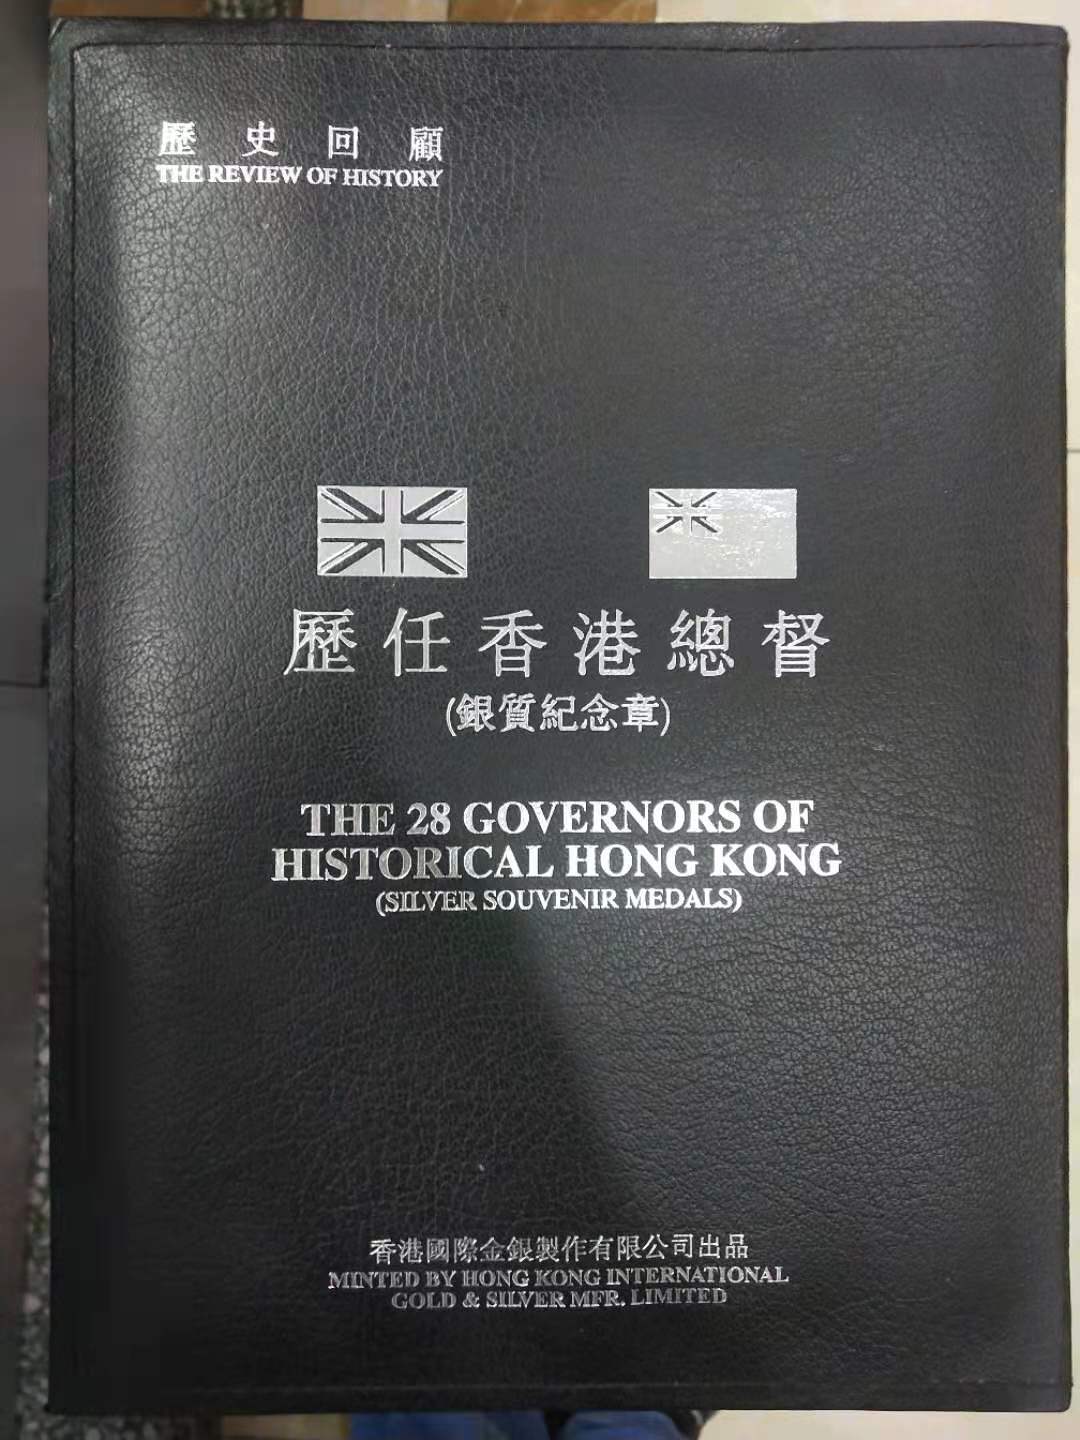 歷史回顧
THE REVIEW OF HISTORY
歷任香港總督
(銀質紀念章)
THE 28 GOVERNORS OF
HISTORICAL HONG KONG
(SILVER SOUVENIR MEDALS)
香港國際金銀製作有限公司出品
MINTED BY HONG KONG INTERNATIONAL
GOLD & SILVER MFR. LIMITED